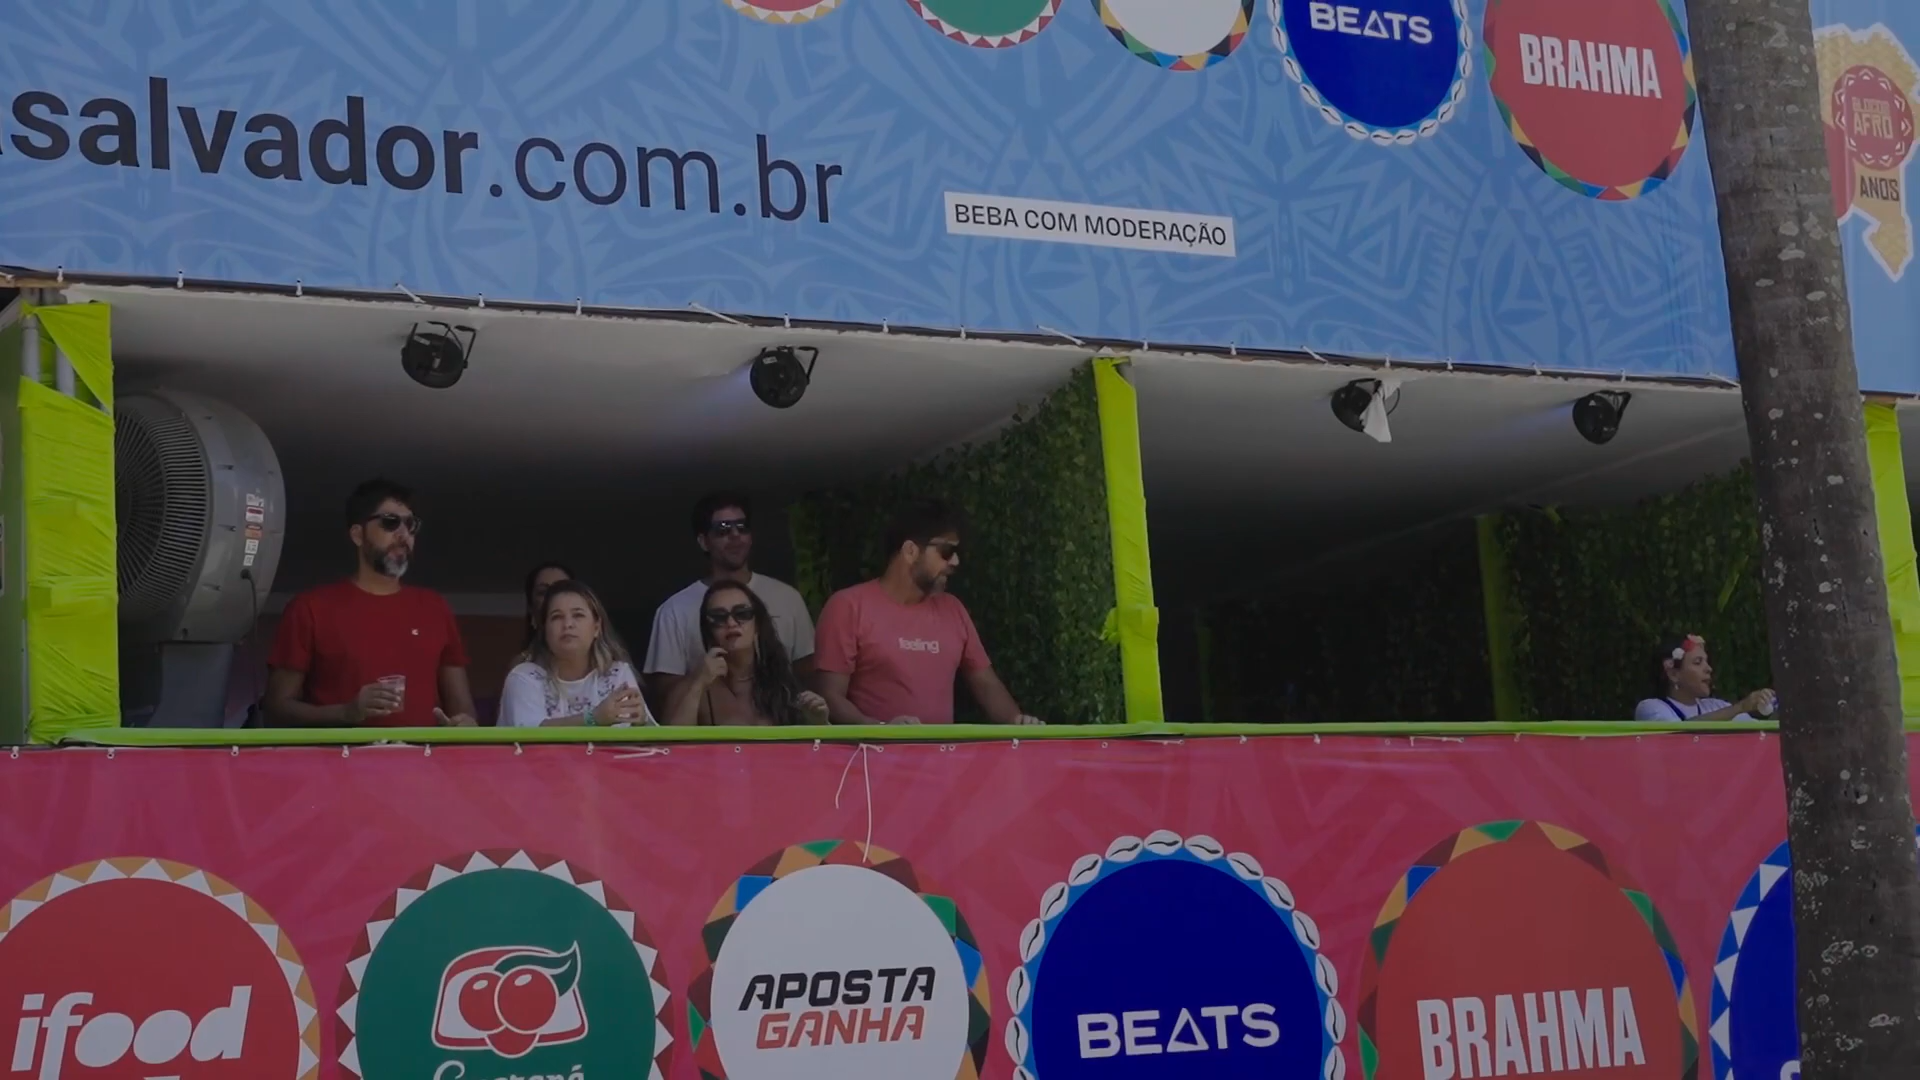 BEATS
BRAHMA
AFRO
ANOS
salvador.com.br
BEBA COM MODERAÇÃO
feeling
ifood
APOSTA
GANHA
BEATS
BRAHMA